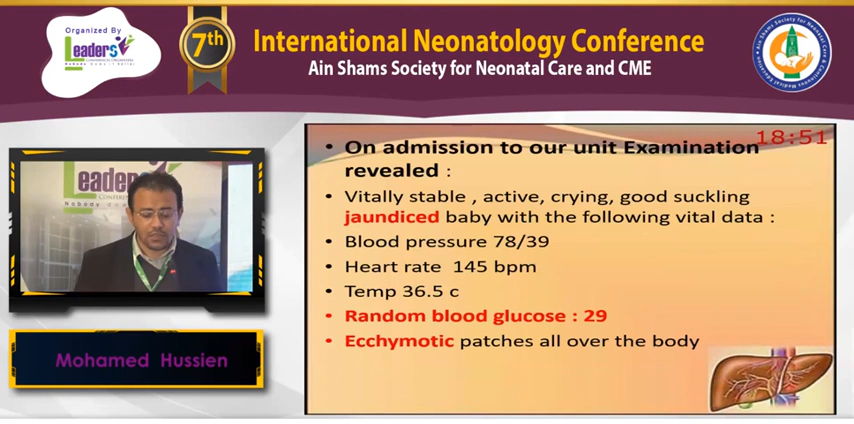 Organized By
Leaders
7th
International Neonatology Conference
Ain Shams Society for Neonatal Care and CME
18:51
• On admission to our unit Examination
revealed :
• Vitally stable , active, crying, good suckling
jaundiced baby with the following vital data :
• Blood pressure 78/39
• Heart rate 145 bpm
• Temp 36.5 c
• Random blood glucose : 29
• Ecchymotic patches all over the body
Leaders
Mohamed Hussien